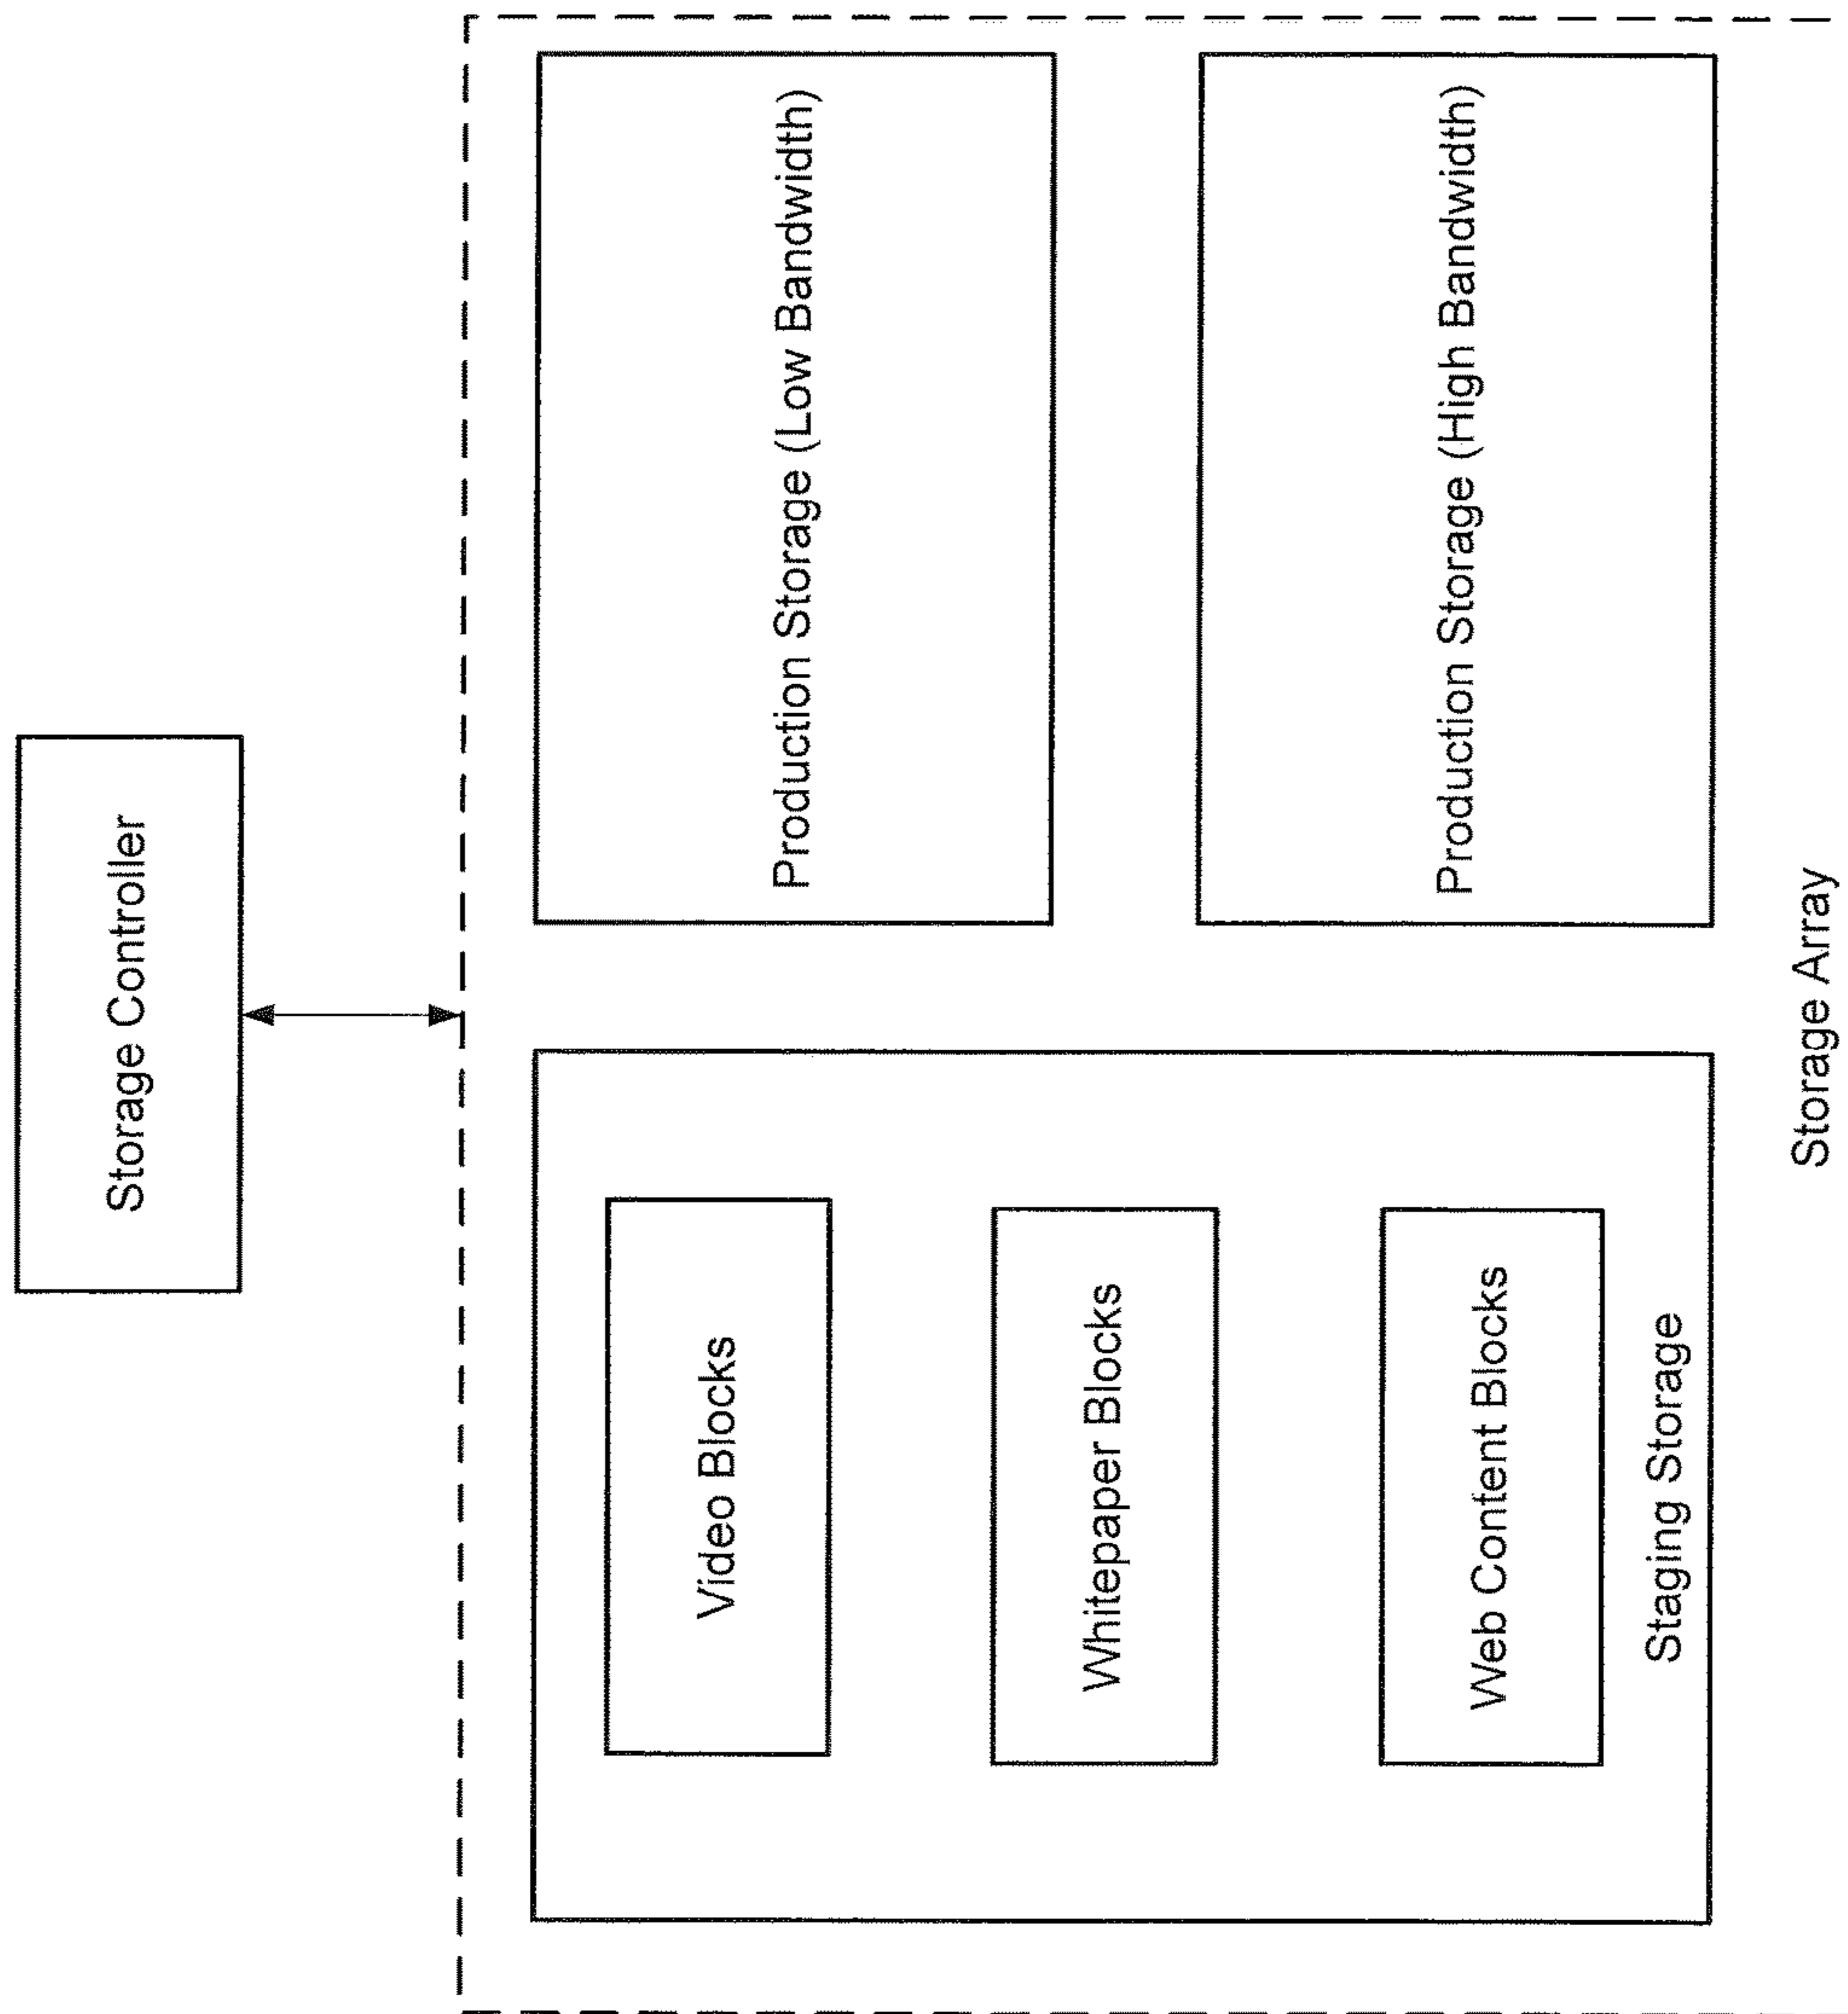 Storage Controller
Video Blocks
Whitepaper Blocks
Web Content Blocks
Staging Storage
Production Storage (Low Bandwidth)
Production Storage (High Bandwidth)
Storage Array